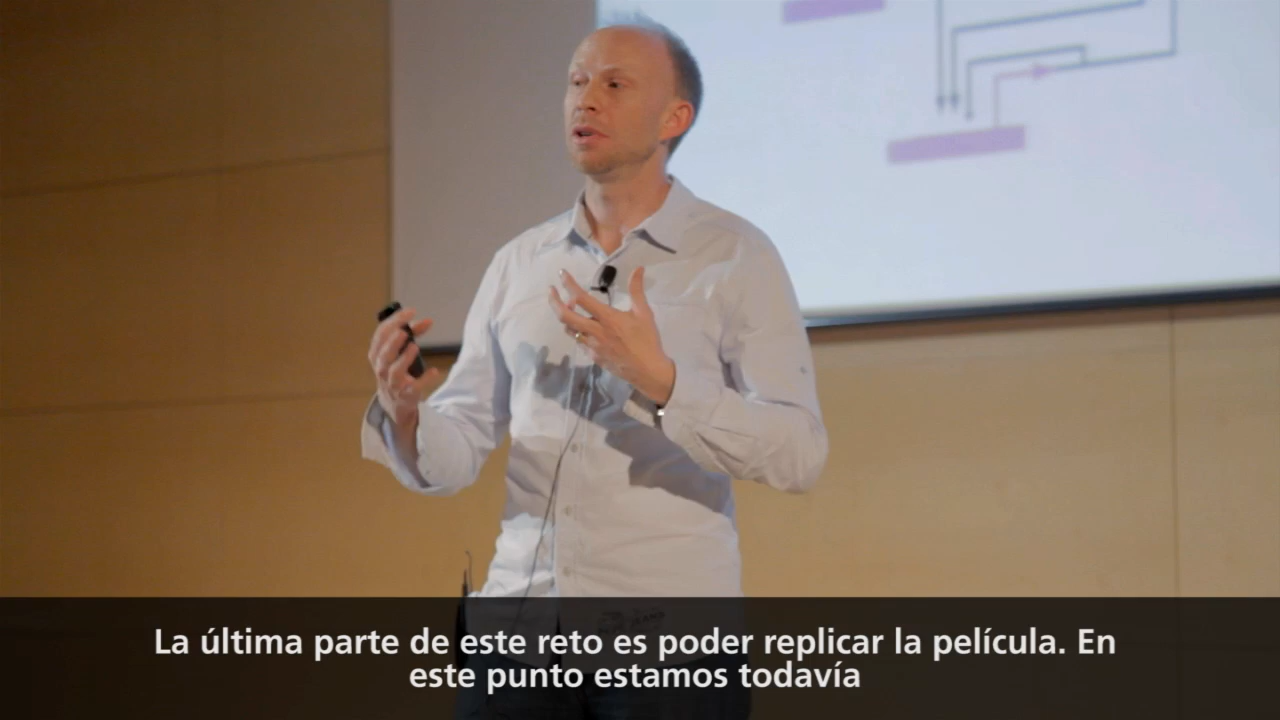 La última parte de este reto es poder replicar la película. En
este punto estamos todavía